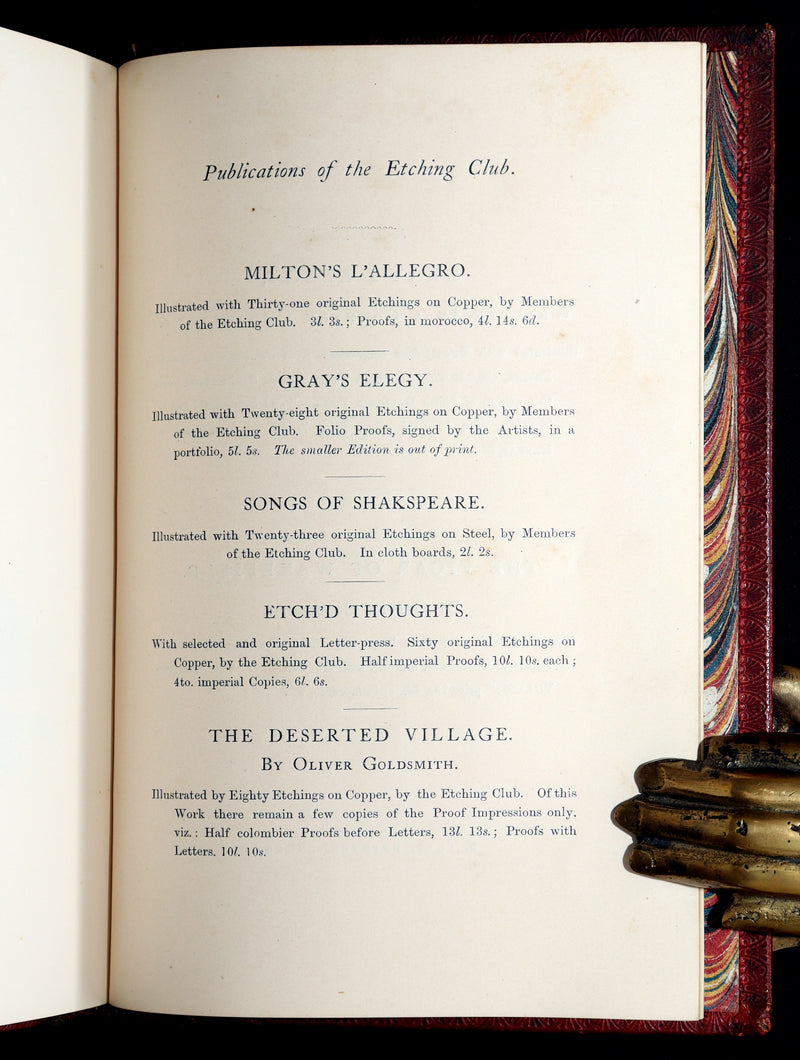 Publications of the Etching Club.
MILTON'S L'ALLEGRO.
Illustrated with Thirty-one original Etchings on Copper, by Members
of the Etching Club. 3l. 3s.; Proofs, in morocco, 4l. 14s. 6d.
GRAY'S ELEGY.
Illustrated with Twenty-eight original Etchings on Copper, by Members
of the Etching Club. Folio Proofs, signed by the Artists, in a
portfolio, 5l. 5s. The smaller Edition is out of print.
SONGS OF SHAKSPEARE.
Illustrated with Twenty-three original Etchings on Steel, by Members
of the Etching Club. In cloth boards, 2l. 2s.
ETCH'D THOUGHTS.
With selected and original Letter-press. Sixty original Etchings on
Copper, by the Etching Club. Half imperial Proofs, 10l. 10s. each;
4to. imperial Copies, 6l. 6s.
THE DESERTED VILLAGE.
BY OLIVER GOLDSMITH.
Illustrated by Eighty Etchings on Copper, by the Etching Club. Of this
Work there remain a few copies of the Proof Impressions only.
viz.: Half colombier Proofs before Letters, 13l. 13s.; Proofs with
Letters. 10l. 10s.